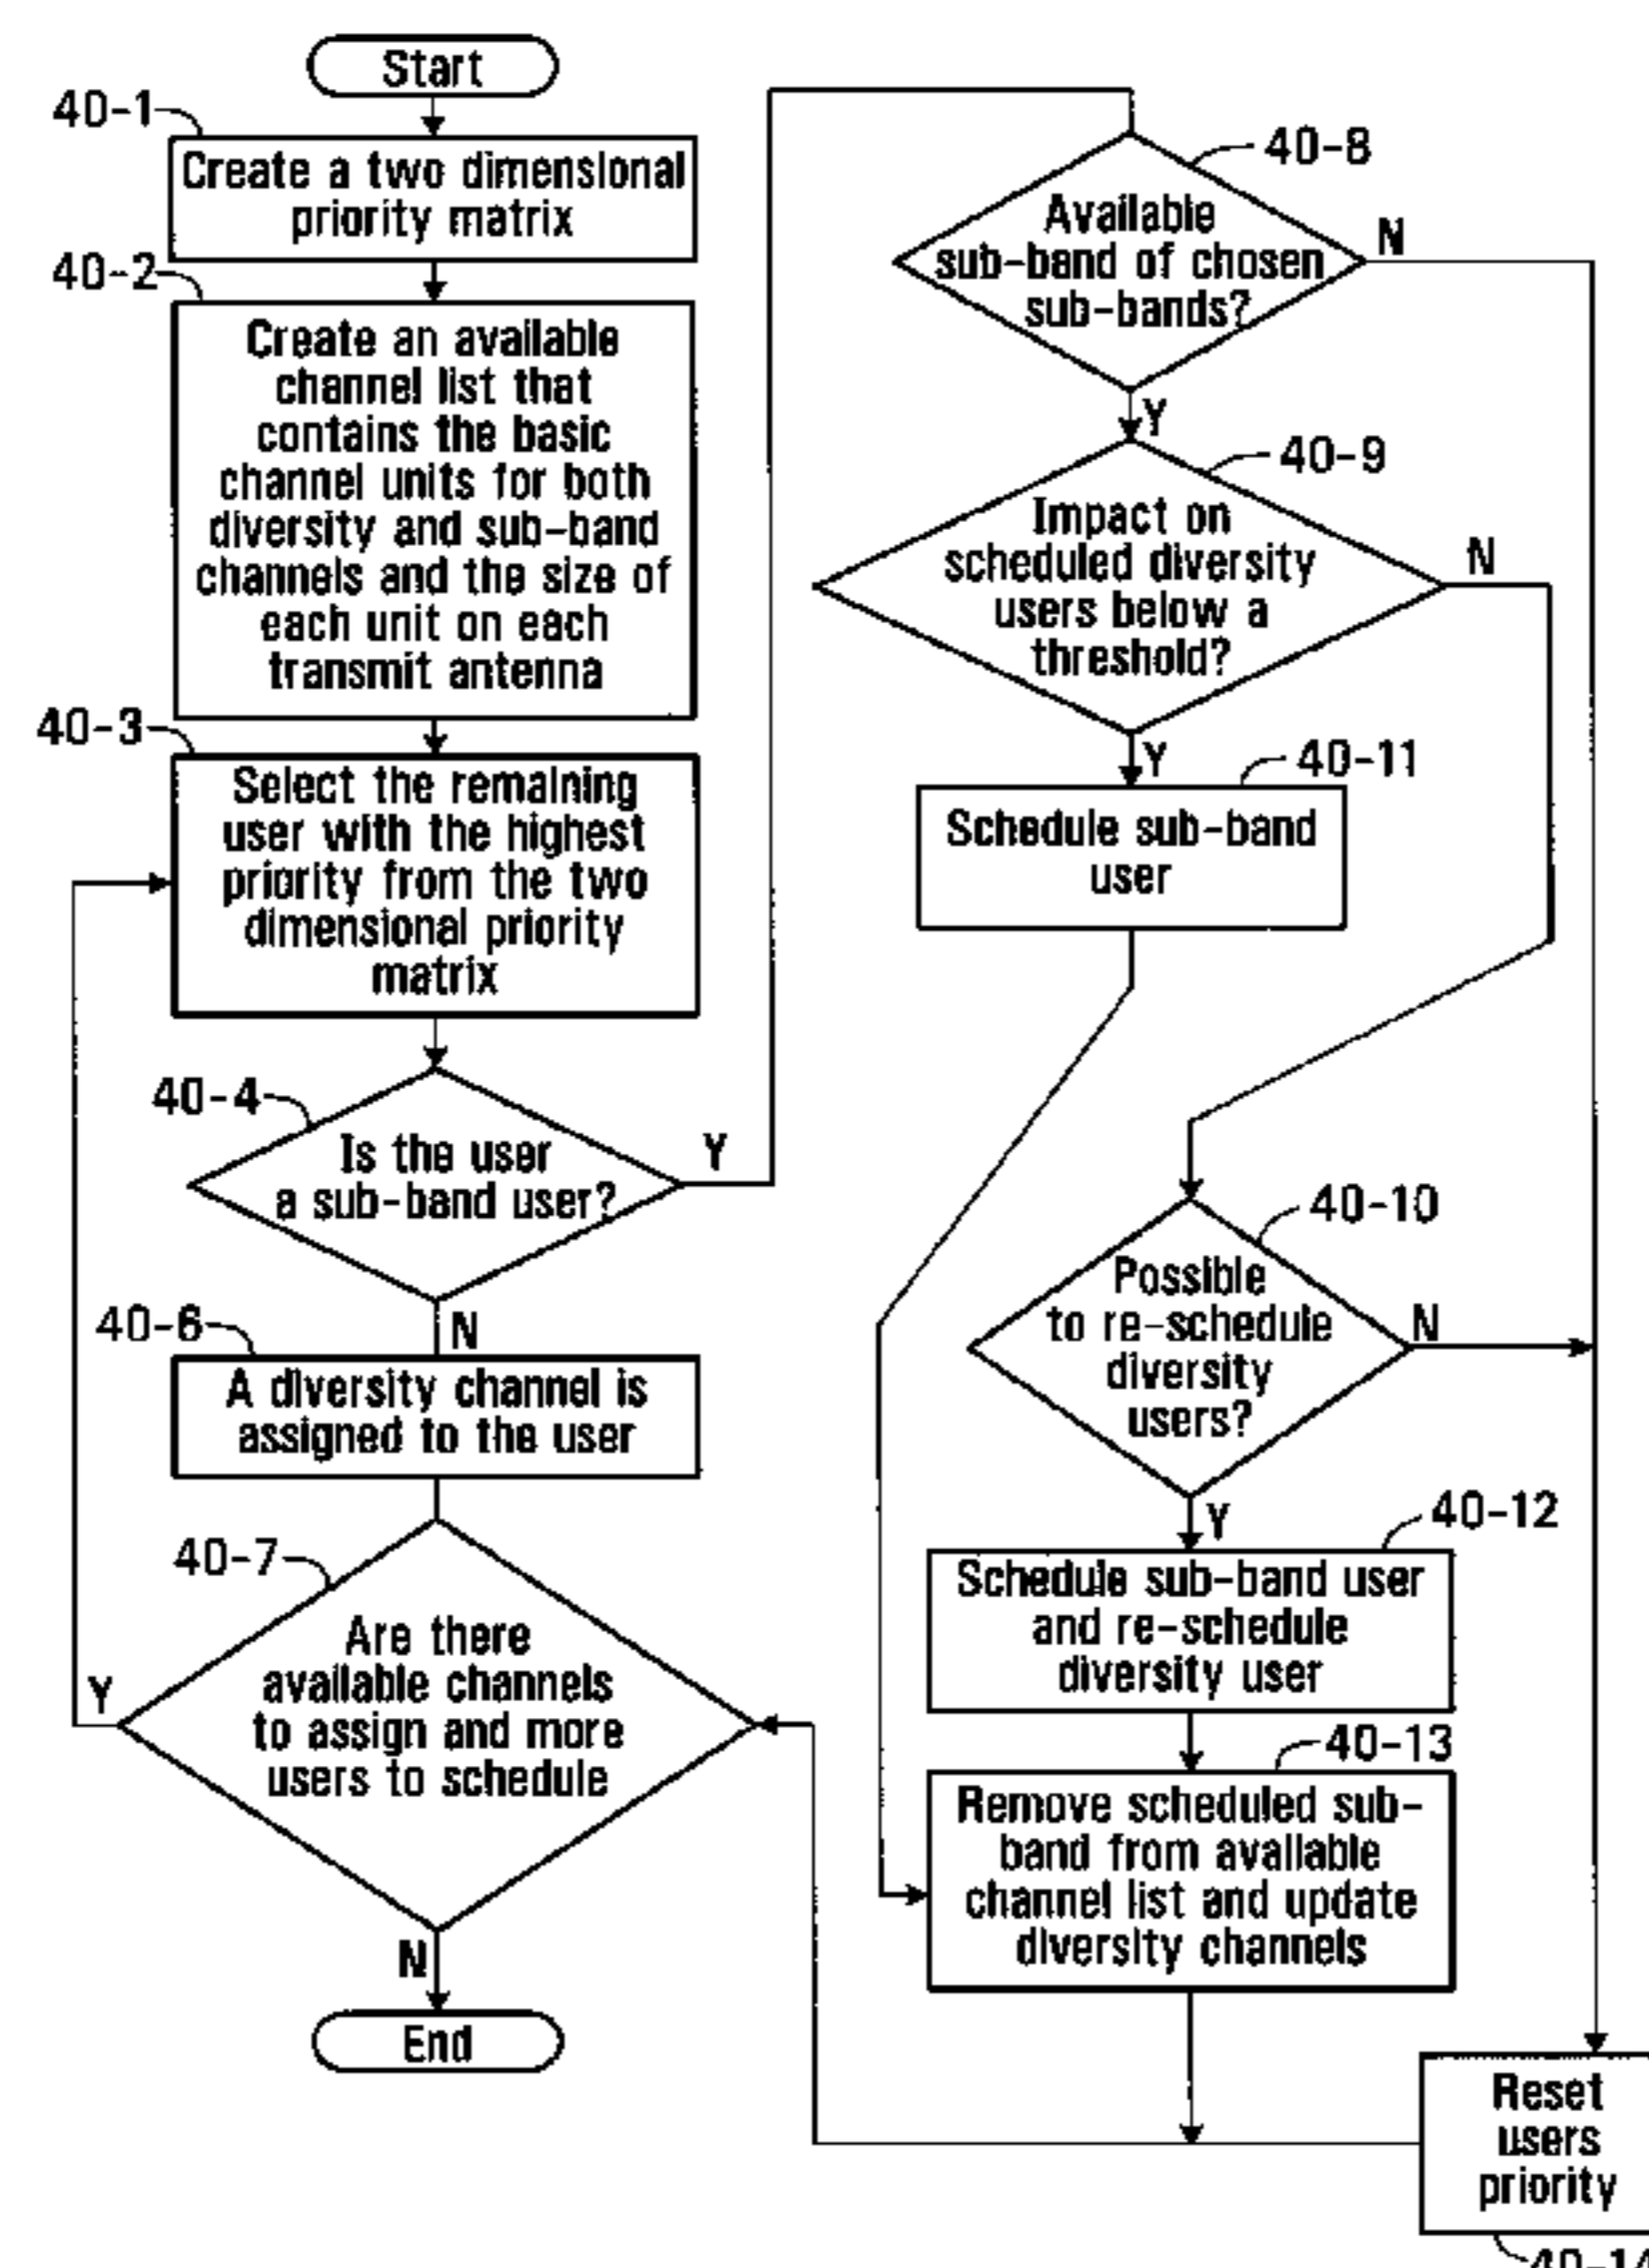 Start
40-1
Create a two dimensional
priority matrix
40-2
Create an available
channel list that
contains the basic
channel units for both
diversity and sub-band
channels and the size of
each unit on each
transmit antenna
40-3
Select the remaining
user with the highest
priority from the two
dimensional priority
matrix
40-4
Is the user
a sub-band user?
Y
N
40-6
A diversity channel is
assigned to the user
40-7
Are there
available channels
to assign and more
users to schedule
Y
N
End
40-8
Available
sub-band of chosen
sub-bands?
N
Y
40-9
Impact on
scheduled diversity
users below a
threshold?
N
Y
40-11
Schedule sub-band
user
40-10
Possible
to re-schedule
diversity
users?
N
Y
40-12
Schedule sub-band user
and re-schedule
diversity user
40-13
Remove scheduled sub-
band from available
channel list and update
diversity channels
Reset
users
priority
40-14